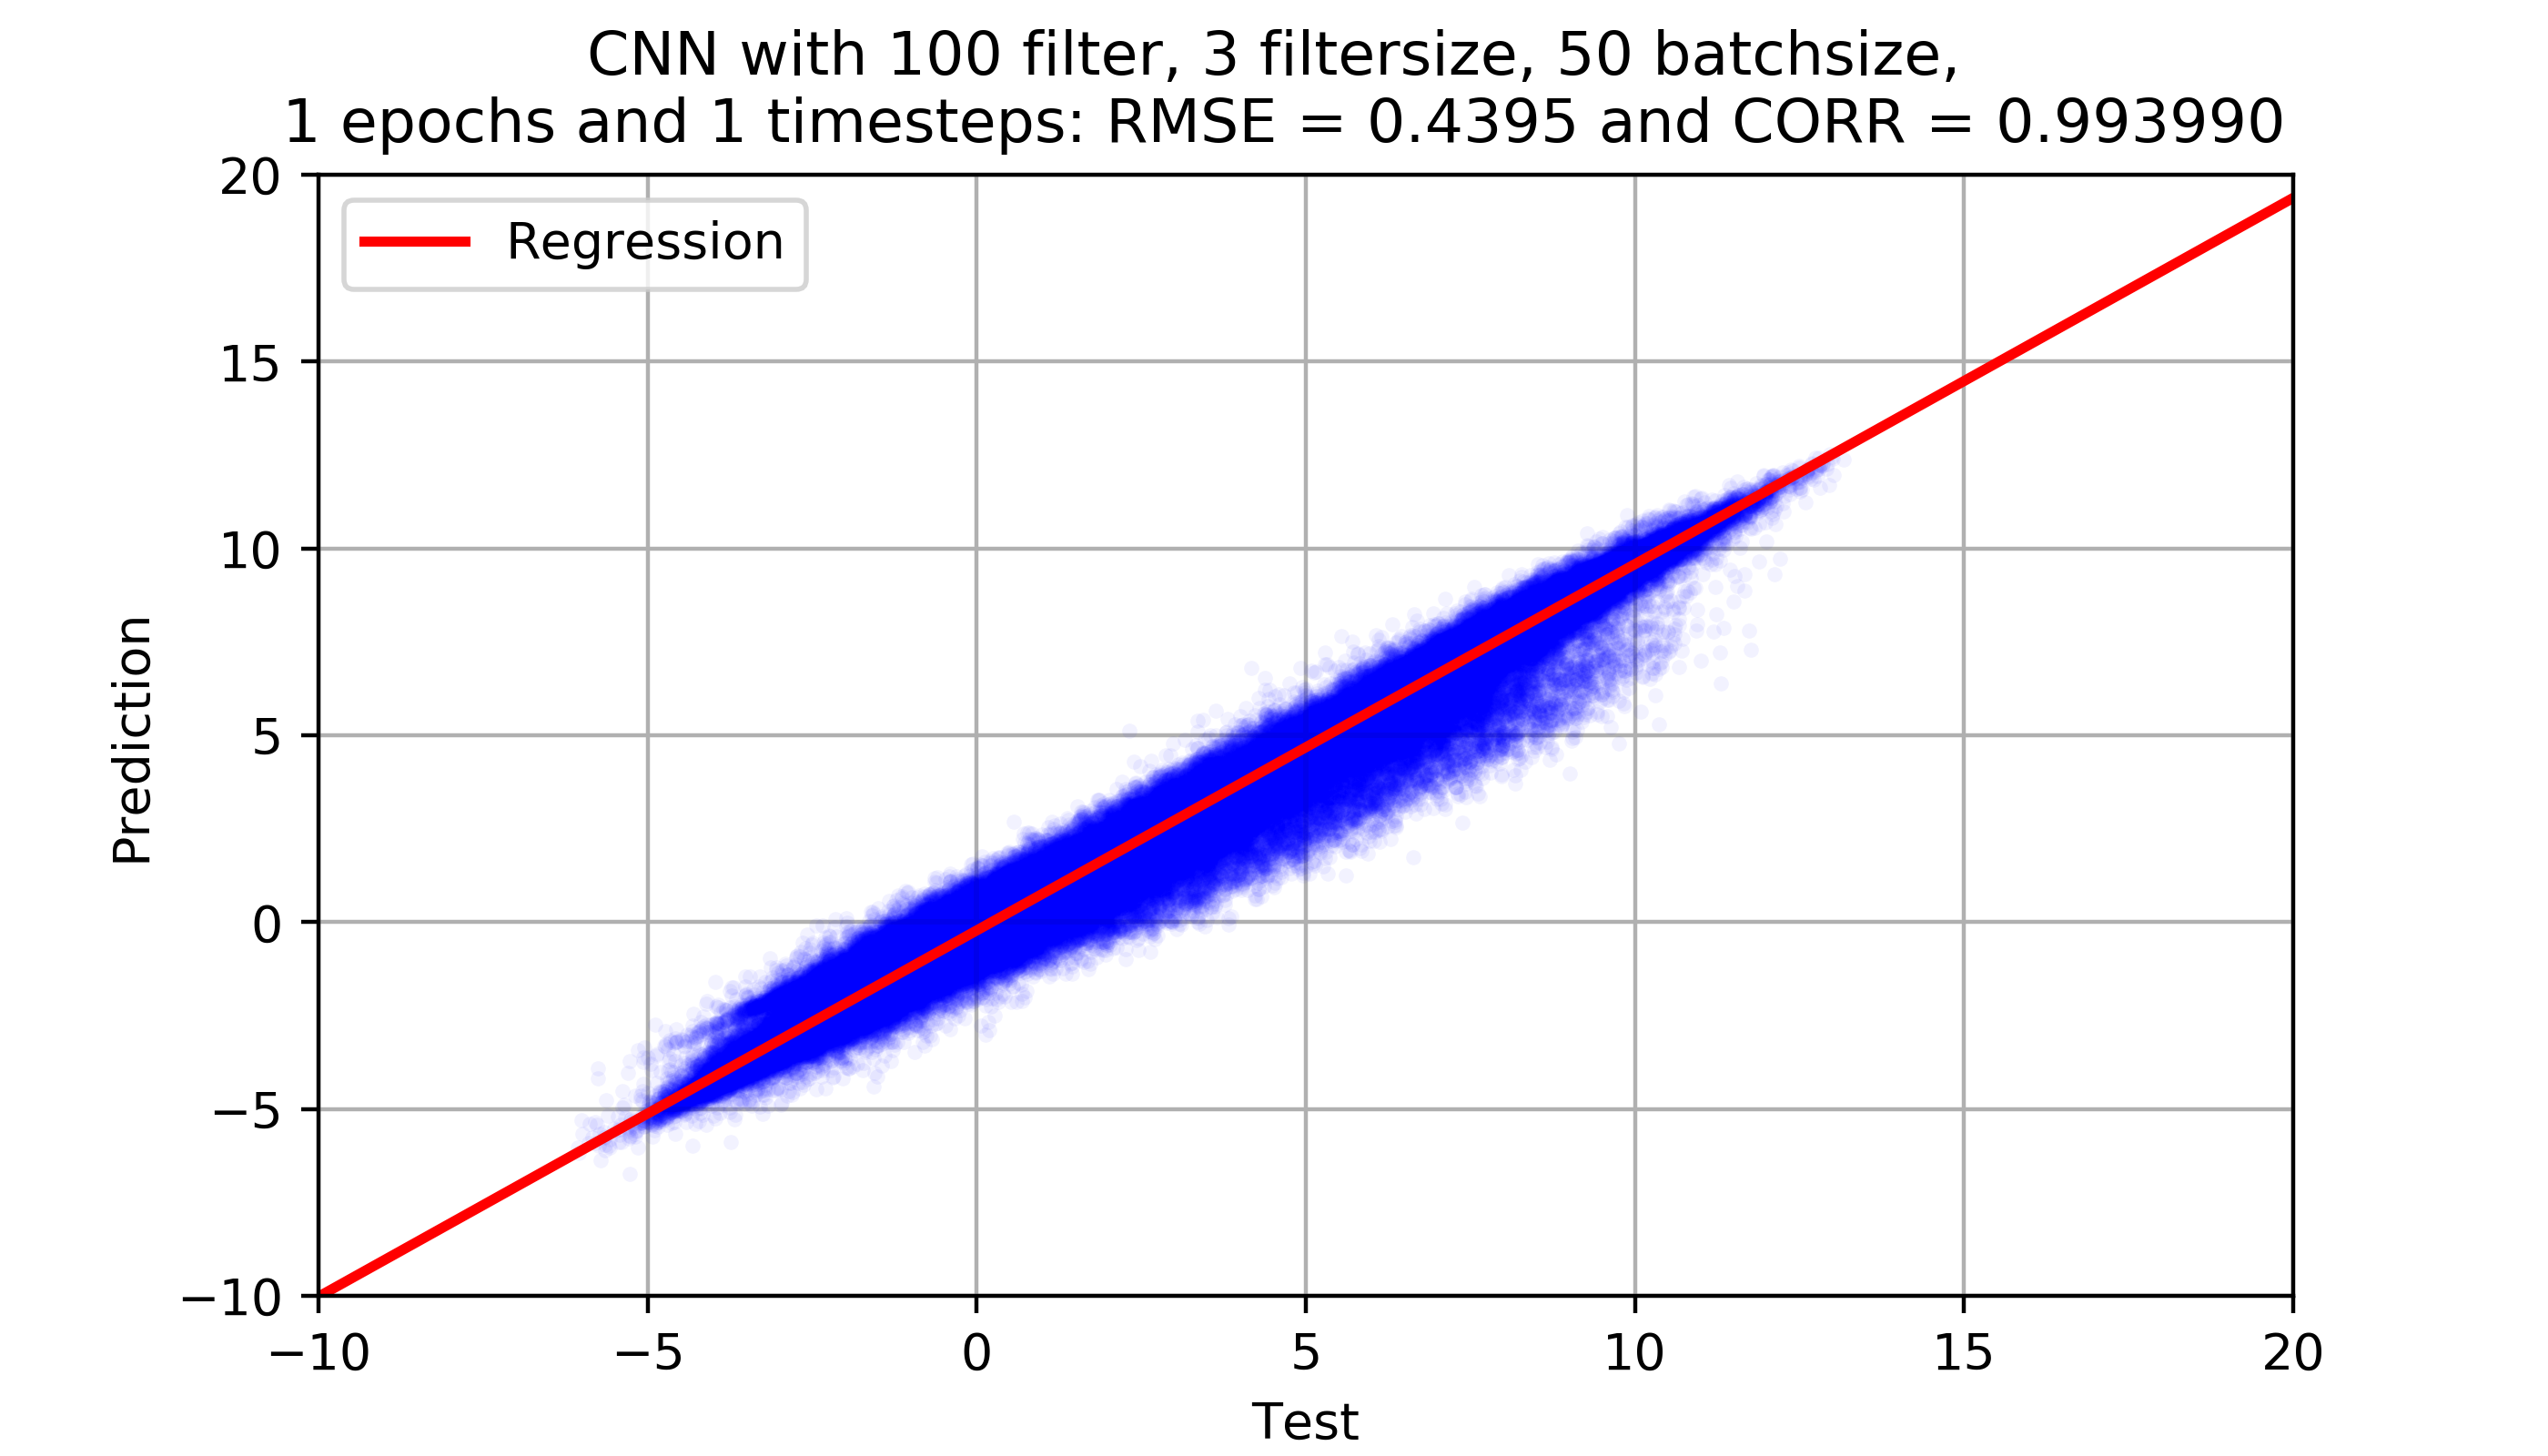 CNN with 100 filter, 3 filtersize, 50 batchsize,
1 epochs and 1 timesteps: RMSE = 0.4395 and CORR = 0.993990
Regression
20
15
10
5
0
−5
−10
Prediction
−10
−5
0
5
10
15
20
Test